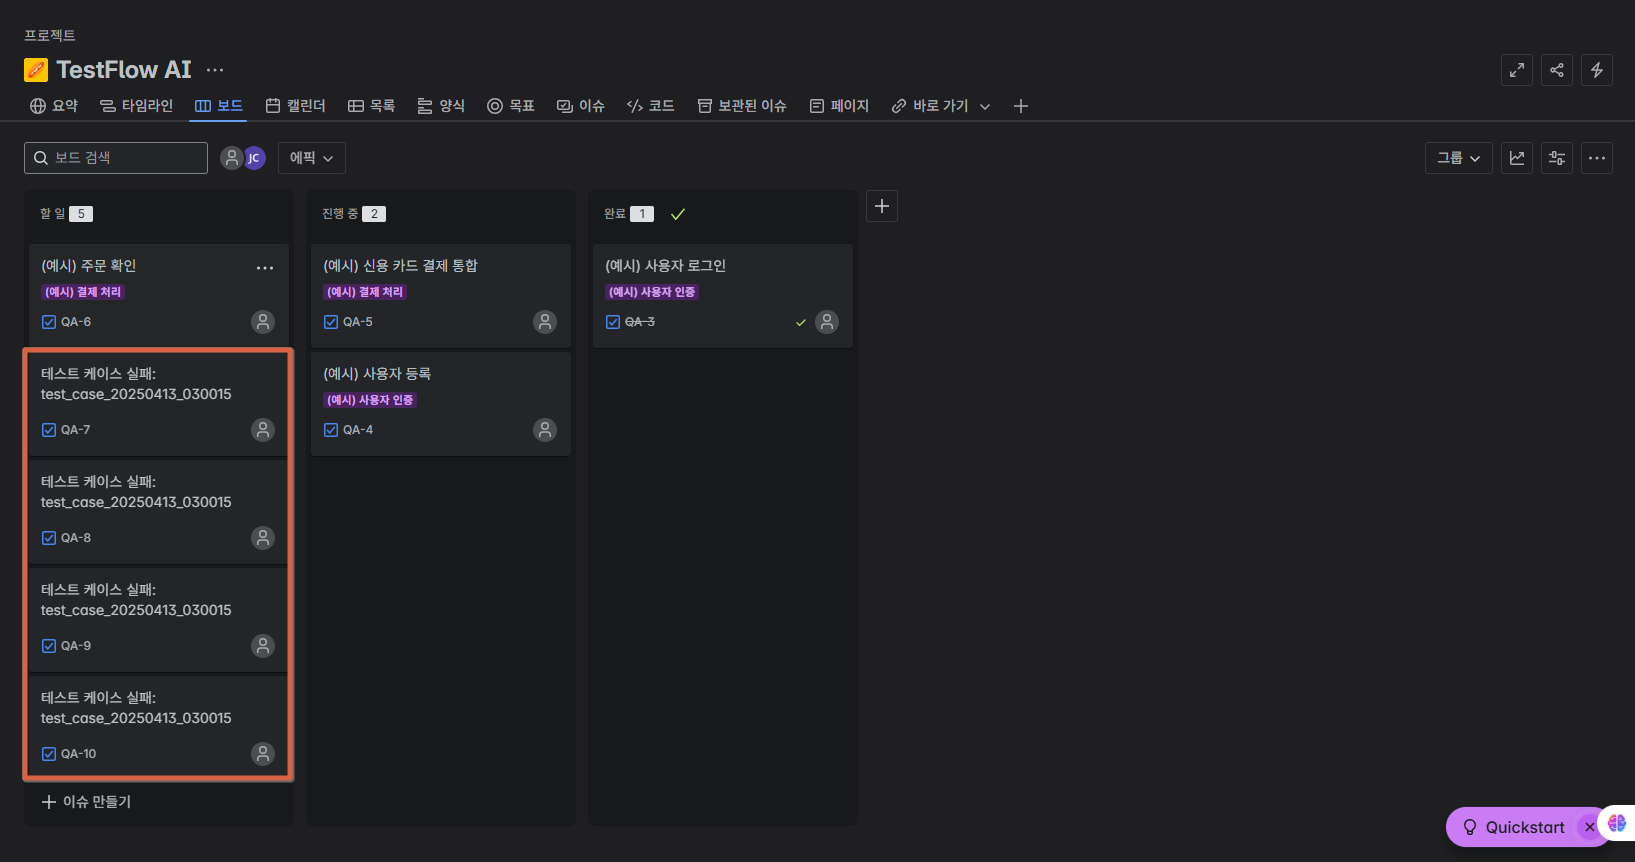 프로젝트
TestFlow AI
요약 타임라인 보드 캘린더 목록 양식 목표 이슈 코드 보관된 이슈 페이지 바로 가기
보드 검색 JC 에픽 그룹
할 일 5
(예시) 주문 확인
(예시) 결제 처리
QA-6
테스트 케이스 실패:
test_case_20250413_030015
QA-7
테스트 케이스 실패:
test_case_20250413_030015
QA-8
테스트 케이스 실패:
test_case_20250413_030015
QA-9
테스트 케이스 실패:
test_case_20250413_030015
QA-10
이슈 만들기
진행 중 2
(예시) 신용 카드 결제 통합
(예시) 결제 처리
QA-5
(예시) 사용자 등록
(예시) 사용자 인증
QA-4
완료 1
(예시) 사용자 로그인
(예시) 사용자 인증
QA-3
Quickstart